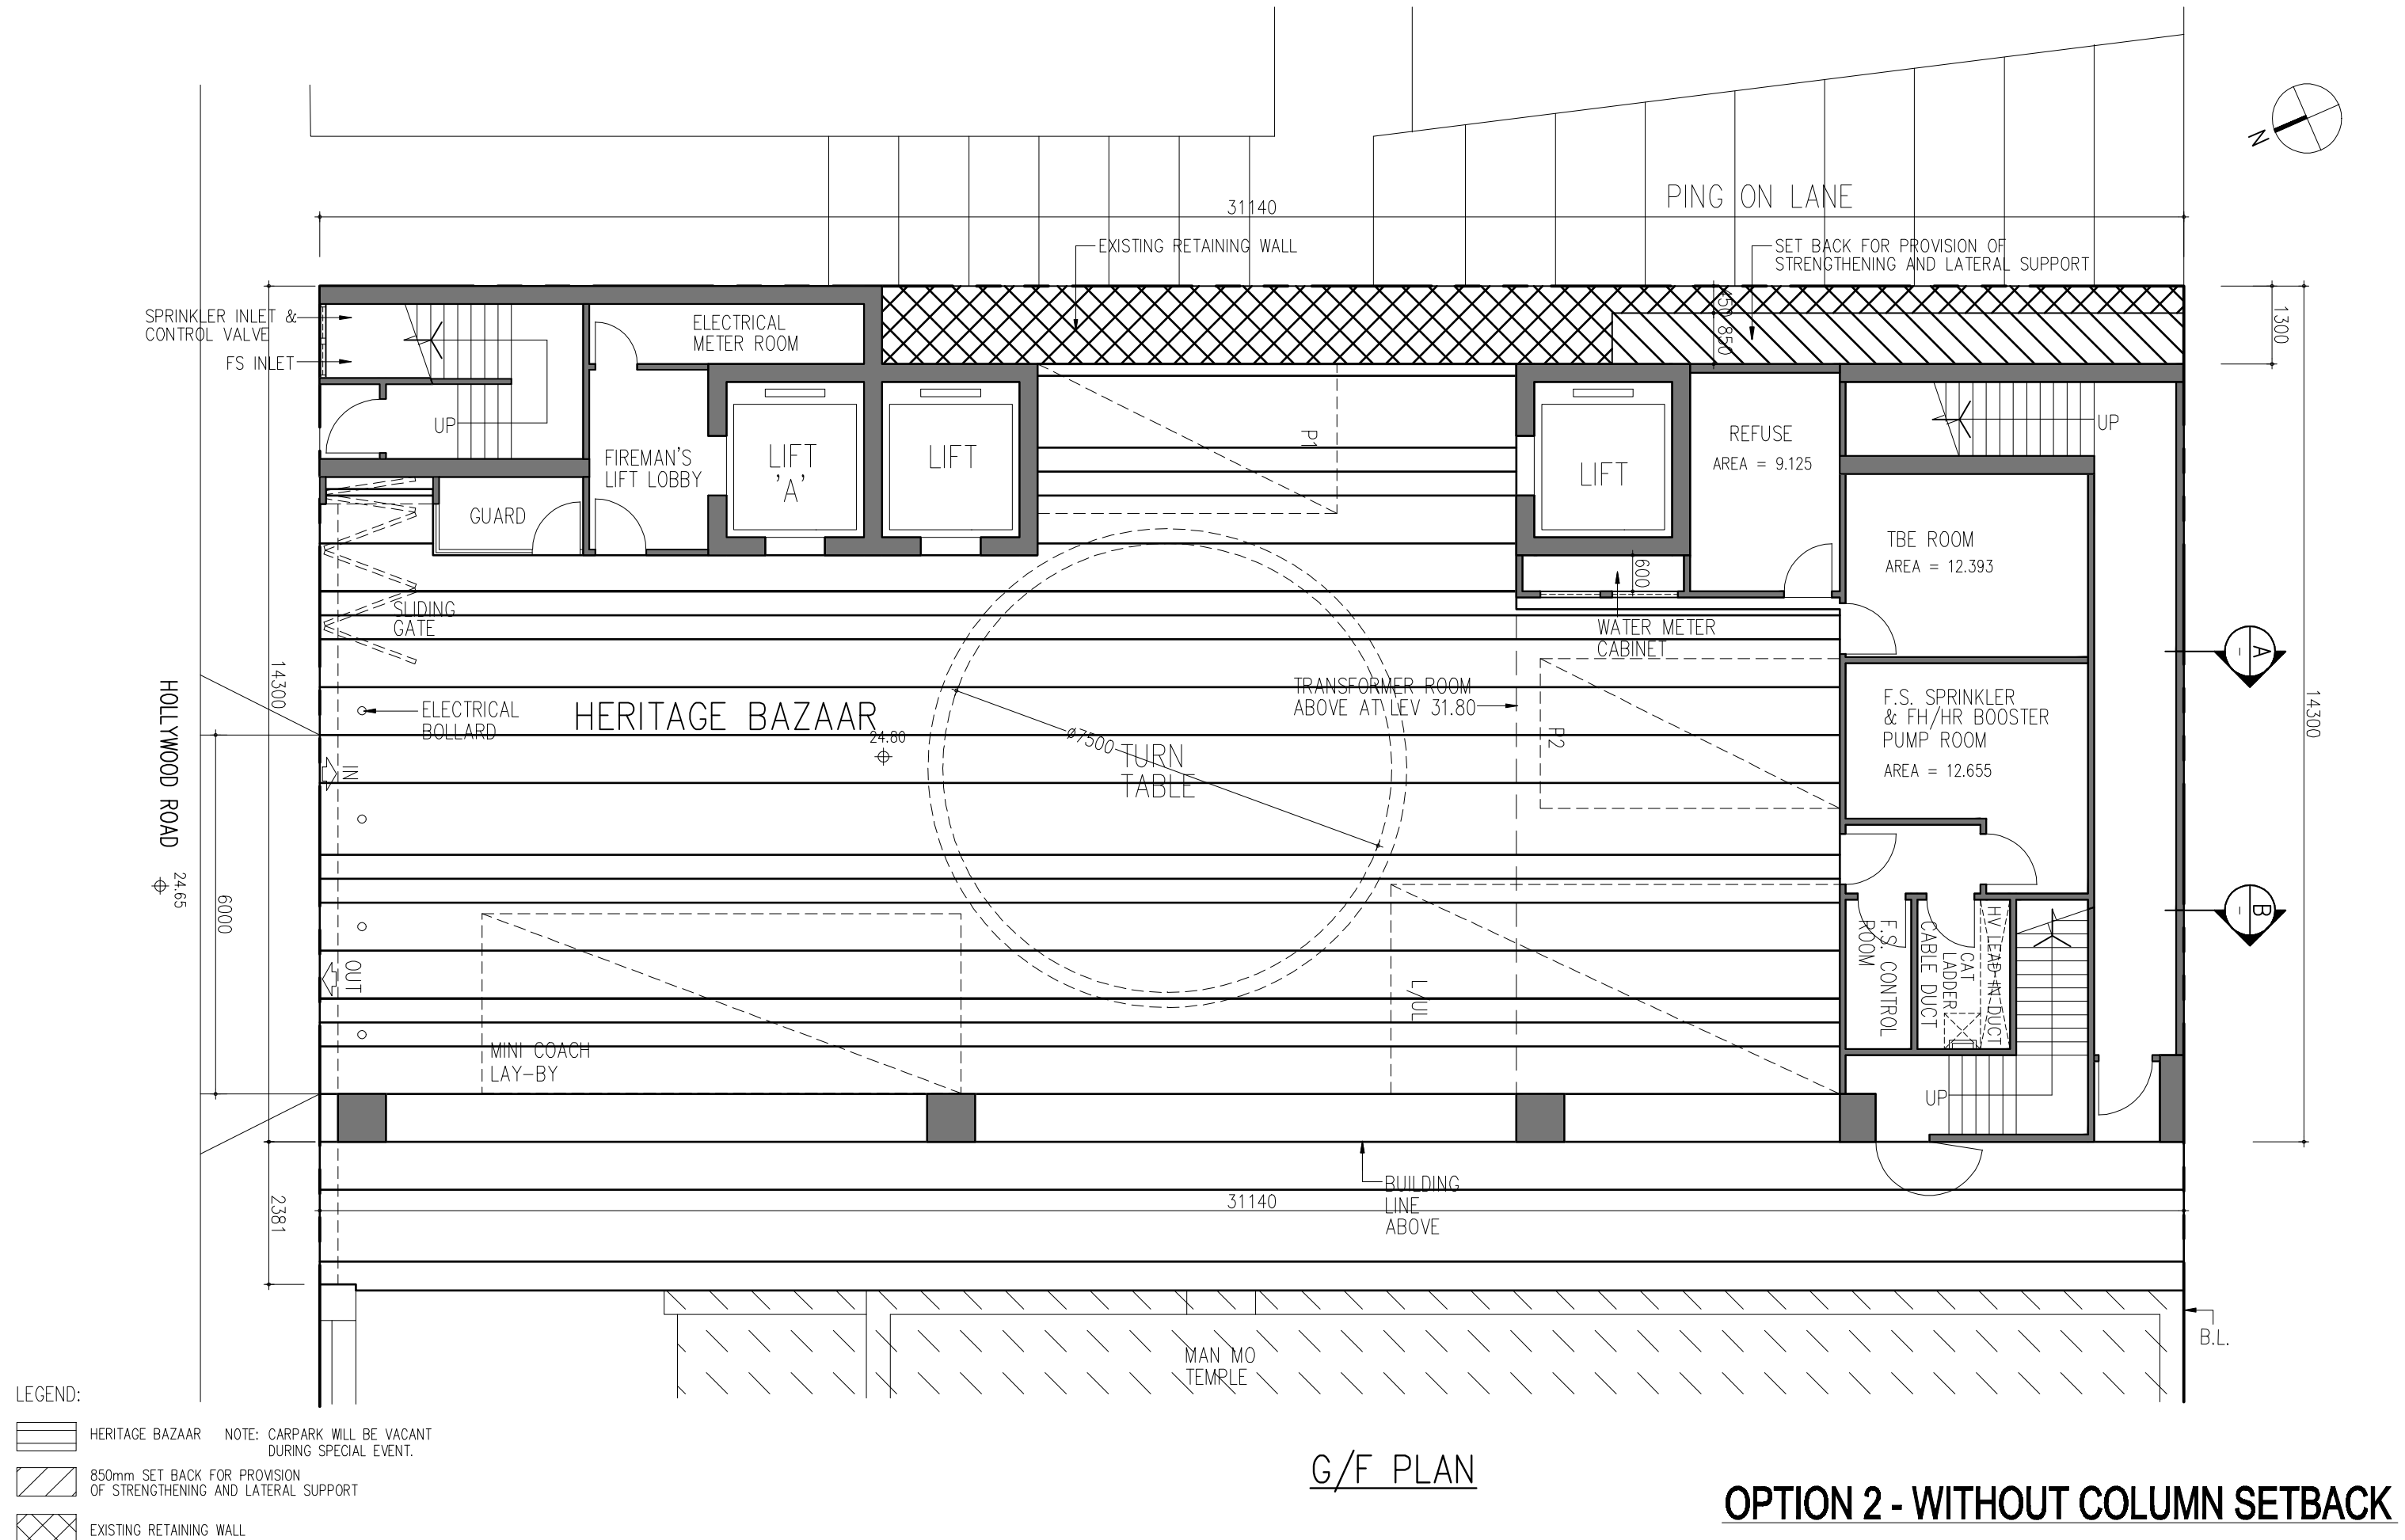 N
PING ON LANE
31140
EXISTING RETAINING WALL
SET BACK FOR PROVISION OF
STRENGTHENING AND LATERAL SUPPORT
SPRINKLER INLET &
CONTROL VALVE
FS INLET
ELECTRICAL
METER ROOM
450
850
1300
UP
FIREMAN'S
LIFT LOBBY
LIFT
'A'
LIFT
P1
LIFT
REFUSE
AREA = 9.125
UP
GUARD
TBE ROOM
AREA = 12.393
600
SLIDING
GATE
WATER METER
CABINET
A
-
14300
14300
HOLLYWOOD ROAD
24.65
ELECTRICAL
BOLLARD
HERITAGE BAZAAR
24.80
TRANSFORMER ROOM
ABOVE AT LEV 31.80
P2
F.S. SPRINKLER
& FH/HR BOOSTER
PUMP ROOM
AREA = 12.655
ø7500
TURN
TABLE
IN
6000
B
-
OUT
L/UL
F.S. CONTROL
ROOM
CABLE DUCT
CAT
LADDER
HV LEAD-IN DUCT
MINI COACH
LAY-BY
UP
2381
31140
BUILDING
LINE
ABOVE
B.L.
MAN MO
TEMPLE
LEGEND:
HERITAGE BAZAAR NOTE: CARPARK WILL BE VACANT
DURING SPECIAL EVENT.
850mm SET BACK FOR PROVISION
OF STRENGTHENING AND LATERAL SUPPORT
EXISTING RETAINING WALL
G/F PLAN
OPTION 2 - WITHOUT COLUMN SETBACK